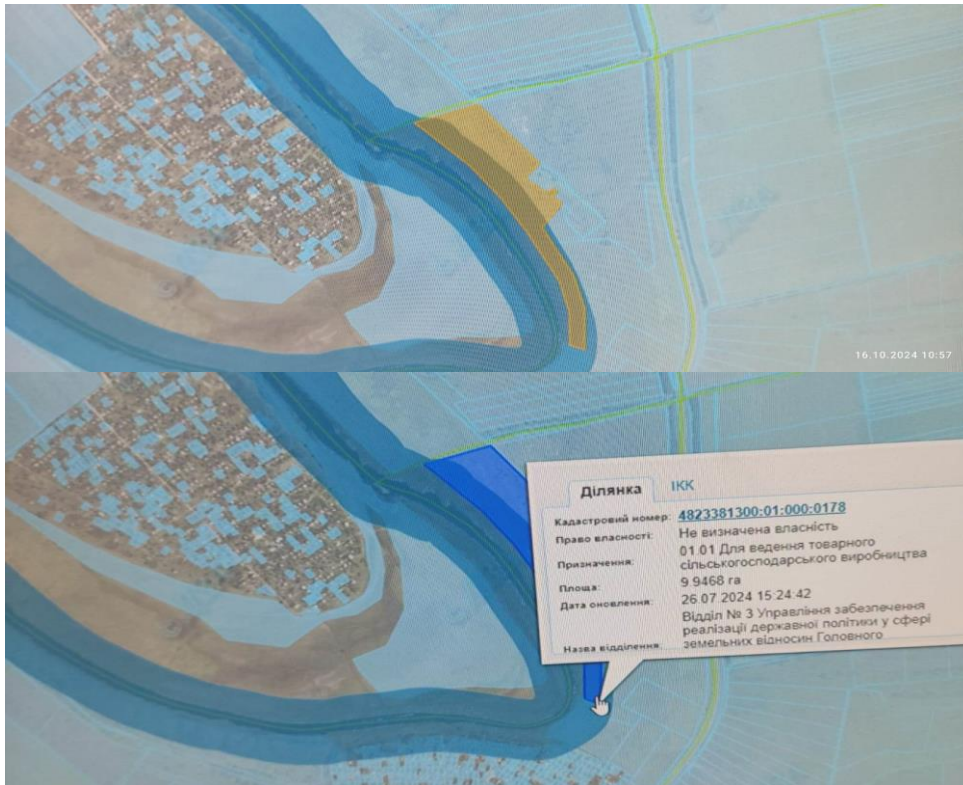 16.10.2024 10:57
Ділянка ІКК
Кадастровий номер: 4823381300:01:000:0178
Право власності: Не визначена власність
Призначення: 01.01 Для ведення товарного
сільськогосподарського виробництва
Площа: 9.9468 га
Дата оновлення: 26.07.2024 15:24:42
Назва відділення: Відділ № 3 Управління забезпечення
реалізації державної політики у сфері
земельних відносин Головного